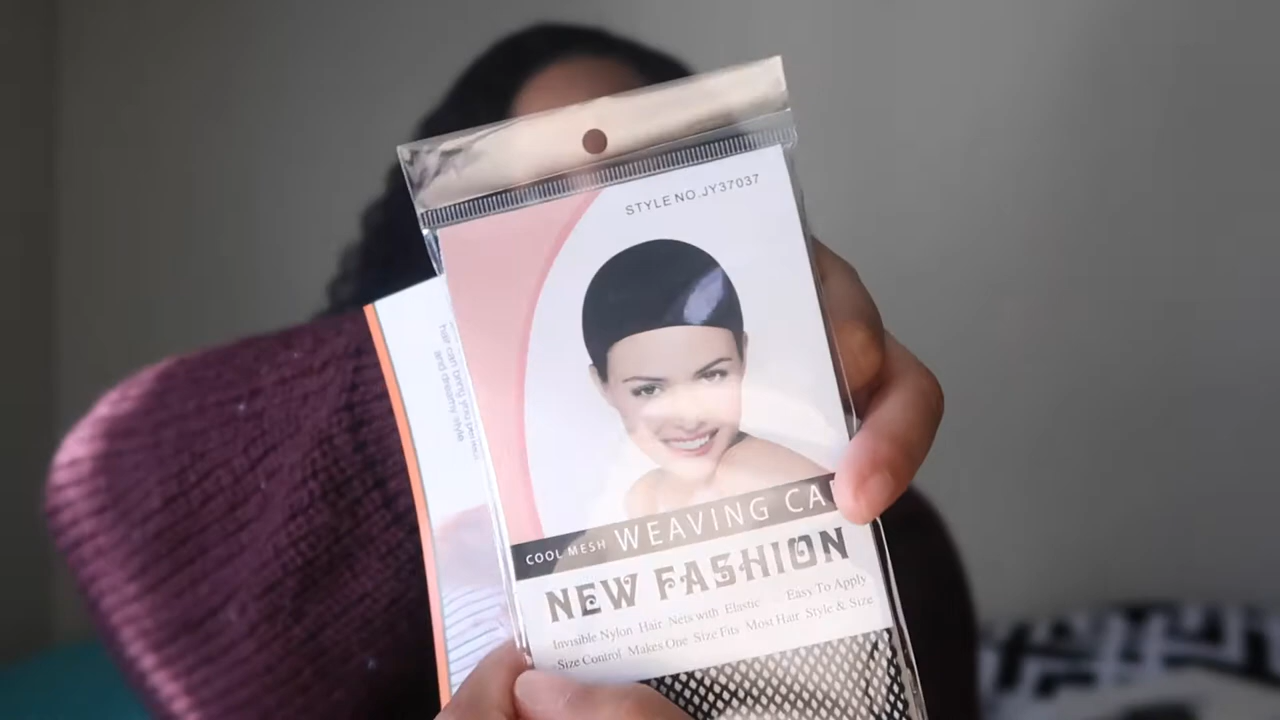 STYLE NO.JY37037
COOL MESH WEAVING CA
NEW FASHION
Invisible Nylon Hair Nets with Elastic Easy To Apply
Size Control Makes One Size Fits Most Hair Style & Size
hair can bring you
and dreamy style